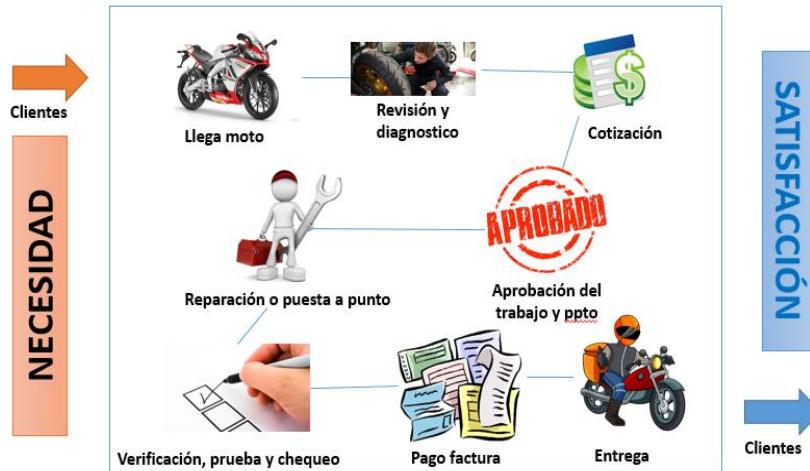 Clientes
NECESIDAD
Llega moto
Revisión y
diagnostico
Cotización
$
APROBADO
Reparación o puesta a punto
Aprobación del
trabajo y ppto
Verificación, prueba y chequeo
Pago factura
Entrega
SATISFACCIÓN
Clientes